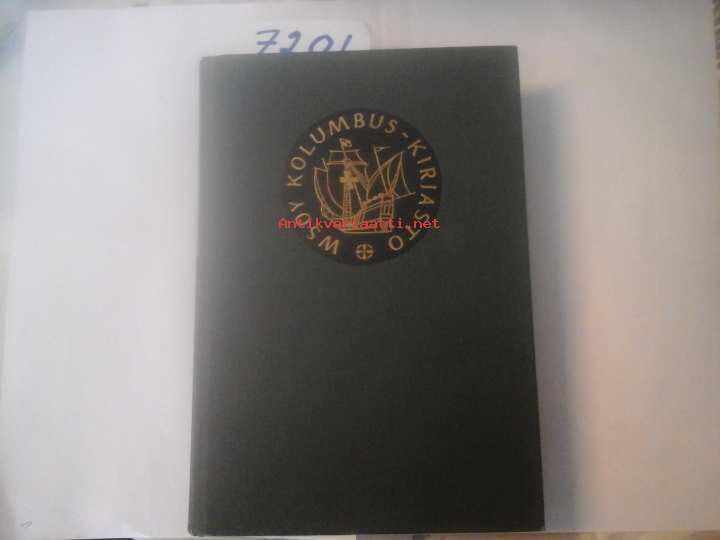 7201
WSOY KOLUMBUS-KIRJASTO
Antikvariaatti.net